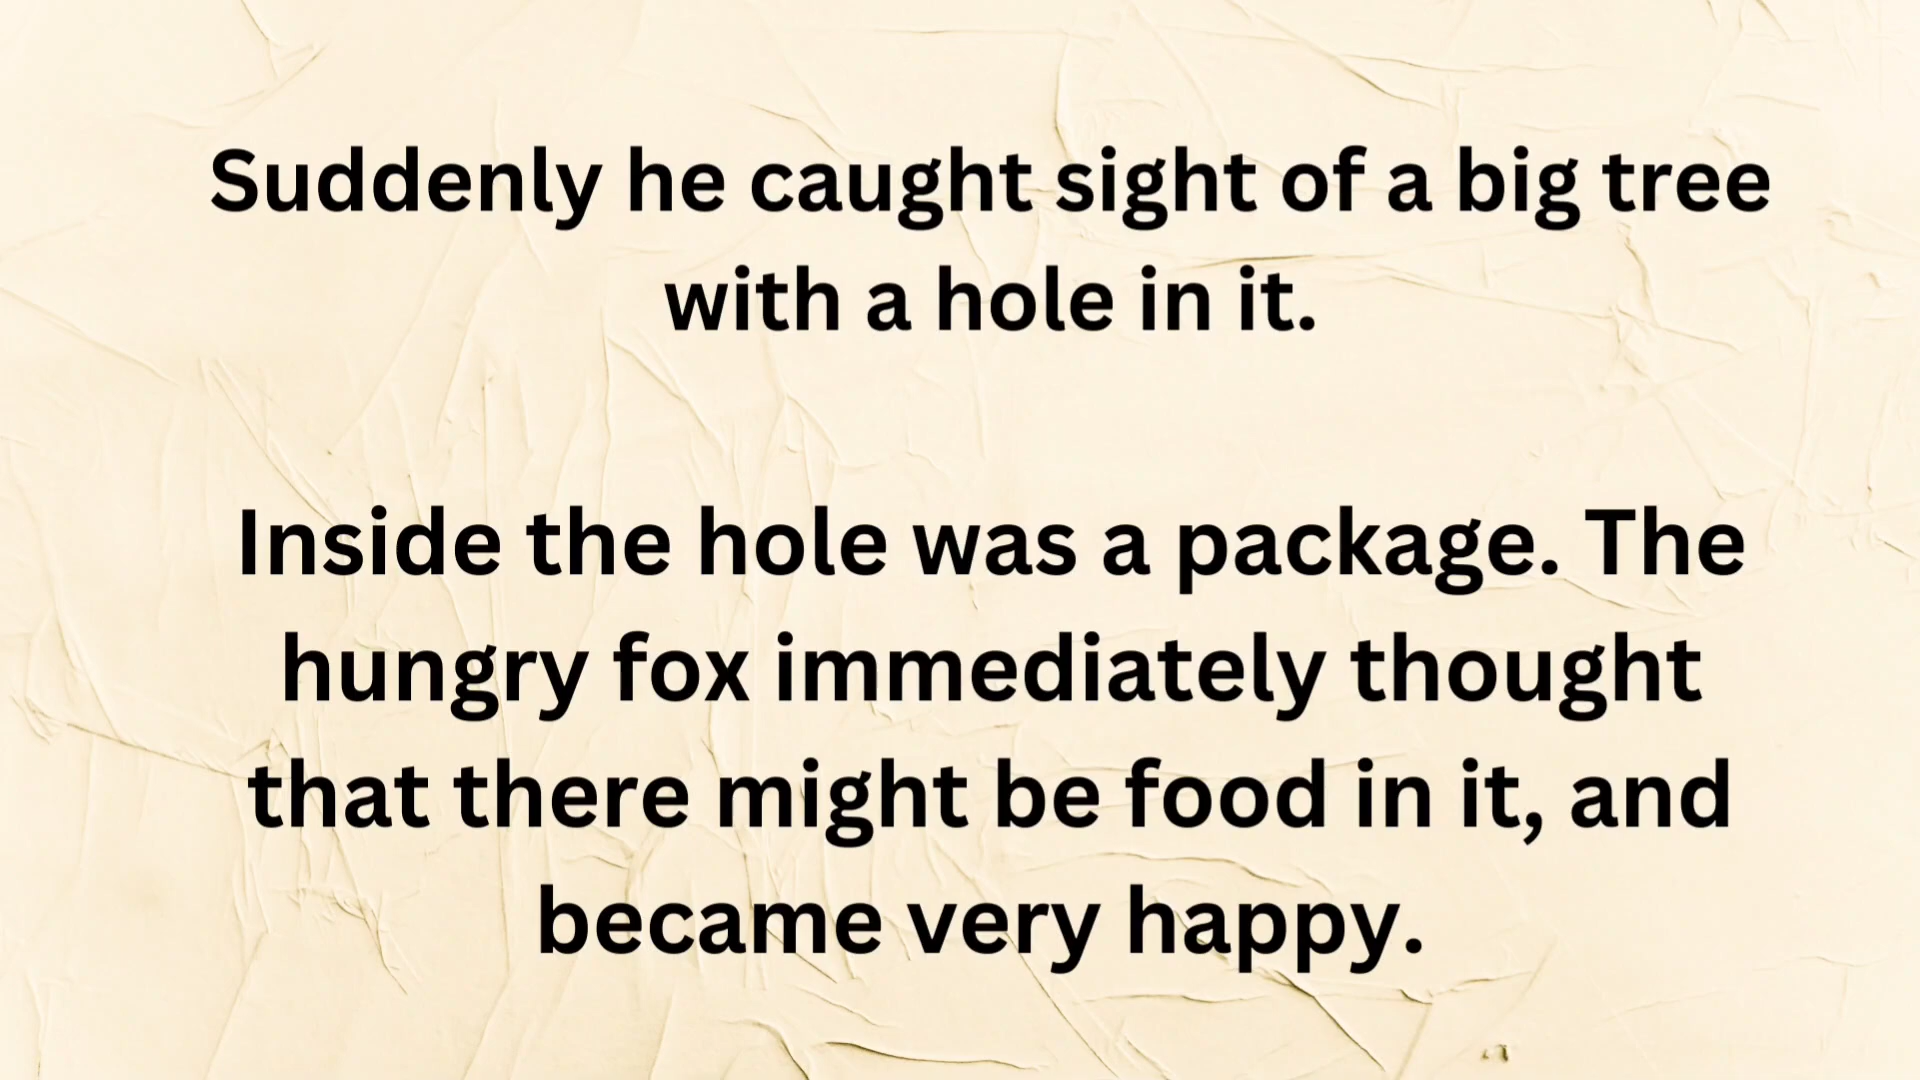 Suddenly he caught sight of a big tree
with a hole in it.
Inside the hole was a package. The
hungry fox immediately thought
that there might be food in it, and
became very happy.